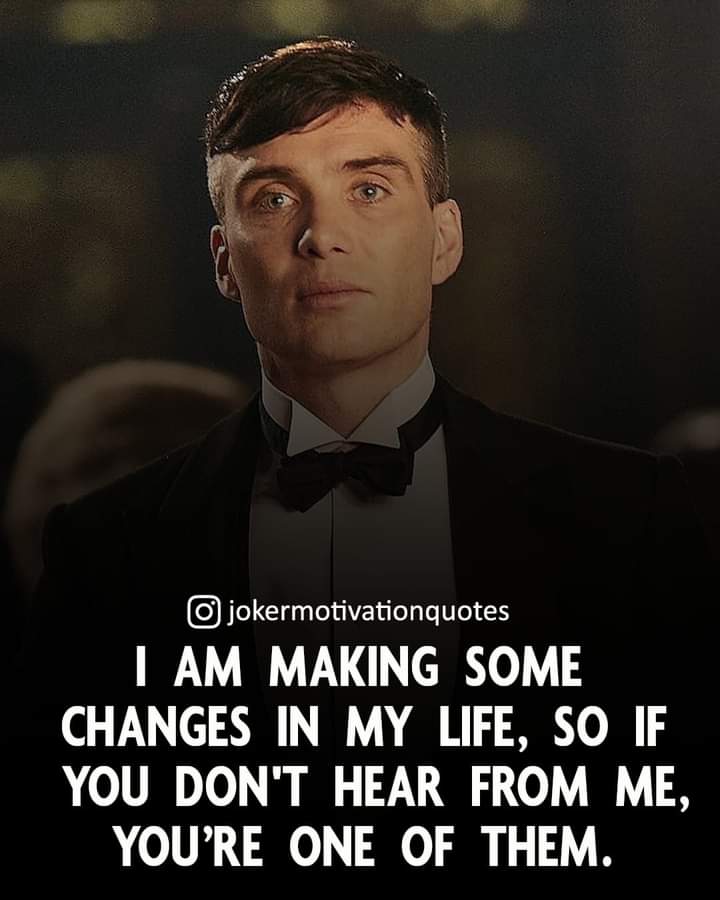 jokermotivationquotes
I AM MAKING SOME
CHANGES IN MY LIFE, SO IF
YOU DON'T HEAR FROM ME,
YOU’RE ONE OF THEM.